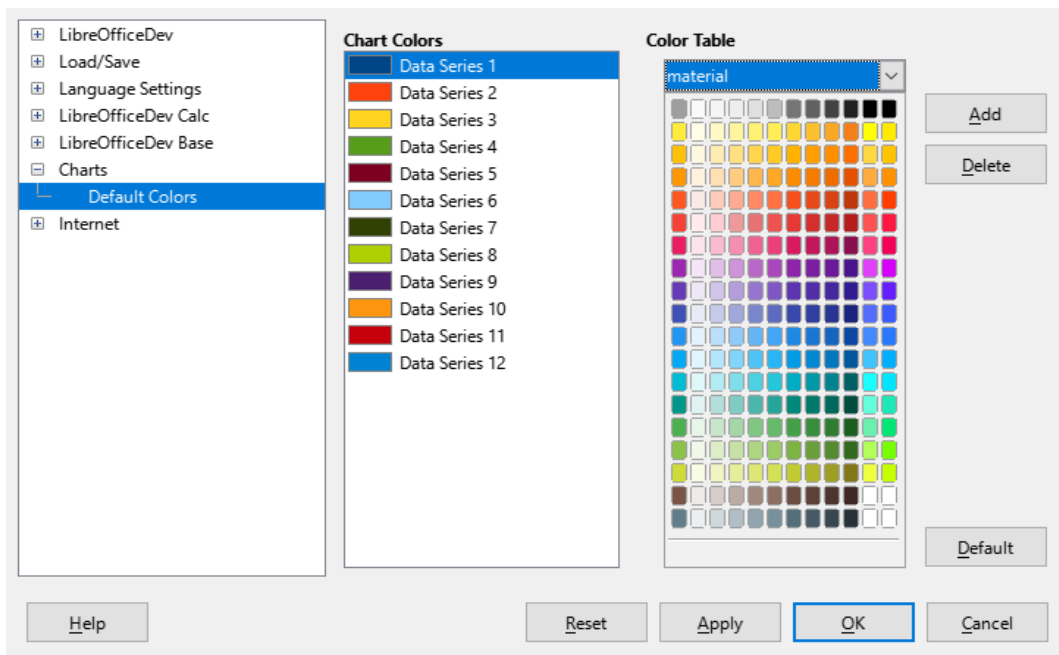 LibreOfficeDev
Load/Save
Language Settings
LibreOfficeDev Calc
LibreOfficeDev Base
Charts
Default Colors
Internet
Chart Colors
Data Series 1
Data Series 2
Data Series 3
Data Series 4
Data Series 5
Data Series 6
Data Series 7
Data Series 8
Data Series 9
Data Series 10
Data Series 11
Data Series 12
Color Table
material
Add
Delete
Default
Help
Reset
Apply
OK
Cancel